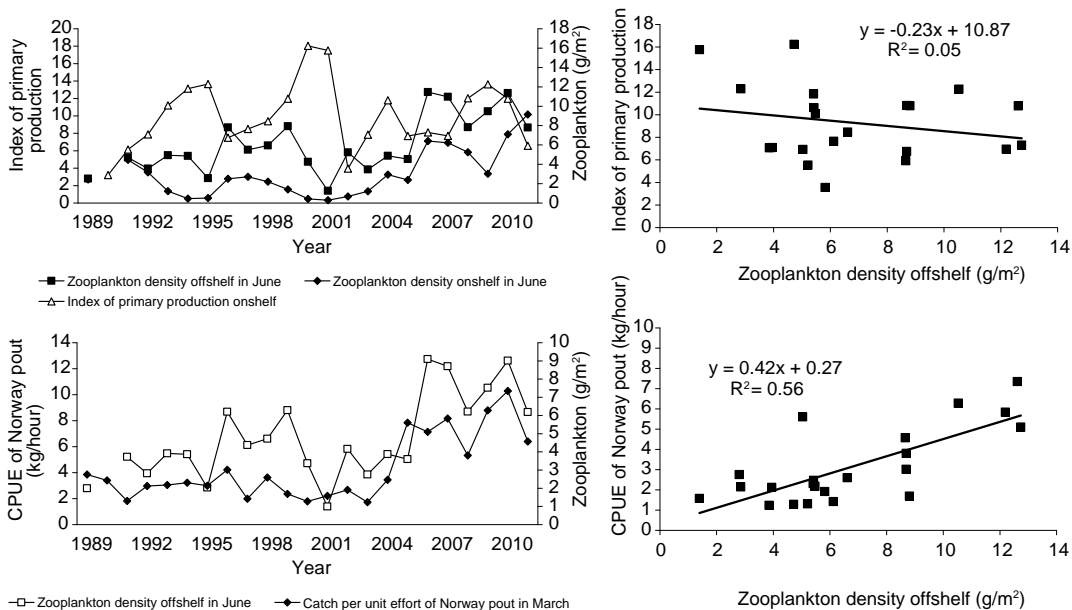 20
18
16
14
12
10
8
6
4
2
0
Index of primary
production
18
16
14
12
10
8
6
4
2
0
Zooplankton (g/m²)
1989 1992 1995 1998 2001 2004 2007 2010
Year
Zooplankton density offshelf in June
Zooplankton density onshelf in June
Index of primary production onshelf
18
16
14
12
10
8
6
4
2
0
Index of primary production
y = -0.23x + 10.87
R²= 0.05
0 2 4 6 8 10 12 14
Zooplankton density offshelf (g/m²)
14
12
10
8
6
4
2
0
CPUE of Norway pout
(kg/hour)
10
9
8
7
6
5
4
3
2
1
0
Zooplankton (g/m²)
1989 1992 1995 1998 2001 2004 2007 2010
Year
Zooplankton density offshelf in June
Catch per unit effort of Norway pout in March
10
9
8
7
6
5
4
3
2
1
0
CPUE of Norway pout (kg/hour)
y = 0.42x + 0.27
R²= 0.56
0 2 4 6 8 10 12 14
Zooplankton density offshelf (g/m²)